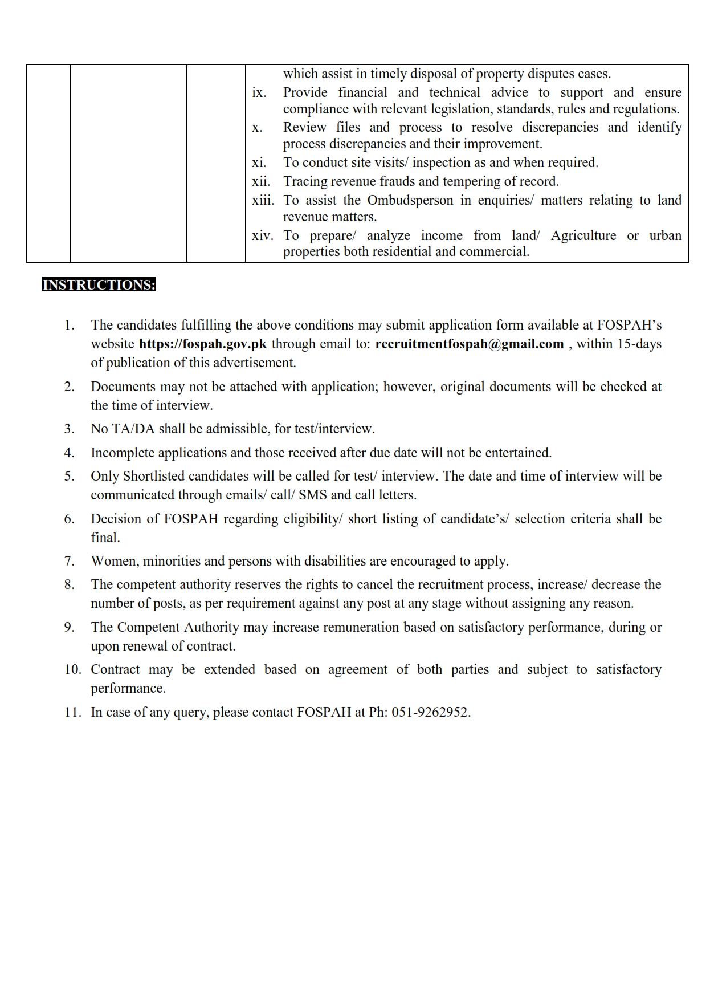 which assist in timely disposal of property disputes cases.
ix. Provide financial and technical advice to support and ensure
compliance with relevant legislation, standards, rules and regulations.
x. Review files and process to resolve discrepancies and identify
process discrepancies and their improvement.
xi. To conduct site visits/ inspection as and when required.
xii. Tracing revenue frauds and tempering of record.
xiii. To assist the Ombudsperson in enquiries/ matters relating to land
revenue matters.
xiv. To prepare/ analyze income from land/ Agriculture or urban
properties both residential and commercial.
INSTRUCTIONS:
1. The candidates fulfilling the above conditions may submit application form available at FOSPAH’s
website https://fospah.gov.pk through email to: recruitmentfospah@gmail.com , within 15-days
of publication of this advertisement.
2. Documents may not be attached with application; however, original documents will be checked at
the time of interview.
3. No TA/DA shall be admissible, for test/interview.
4. Incomplete applications and those received after due date will not be entertained.
5. Only Shortlisted candidates will be called for test/ interview. The date and time of interview will be
communicated through emails/ call/ SMS and call letters.
6. Decision of FOSPAH regarding eligibility/ short listing of candidate’s/ selection criteria shall be
final.
7. Women, minorities and persons with disabilities are encouraged to apply.
8. The competent authority reserves the rights to cancel the recruitment process, increase/ decrease the
number of posts, as per requirement against any post at any stage without assigning any reason.
9. The Competent Authority may increase remuneration based on satisfactory performance, during or
upon renewal of contract.
10. Contract may be extended based on agreement of both parties and subject to satisfactory
performance.
11. In case of any query, please contact FOSPAH at Ph: 051-9262952.